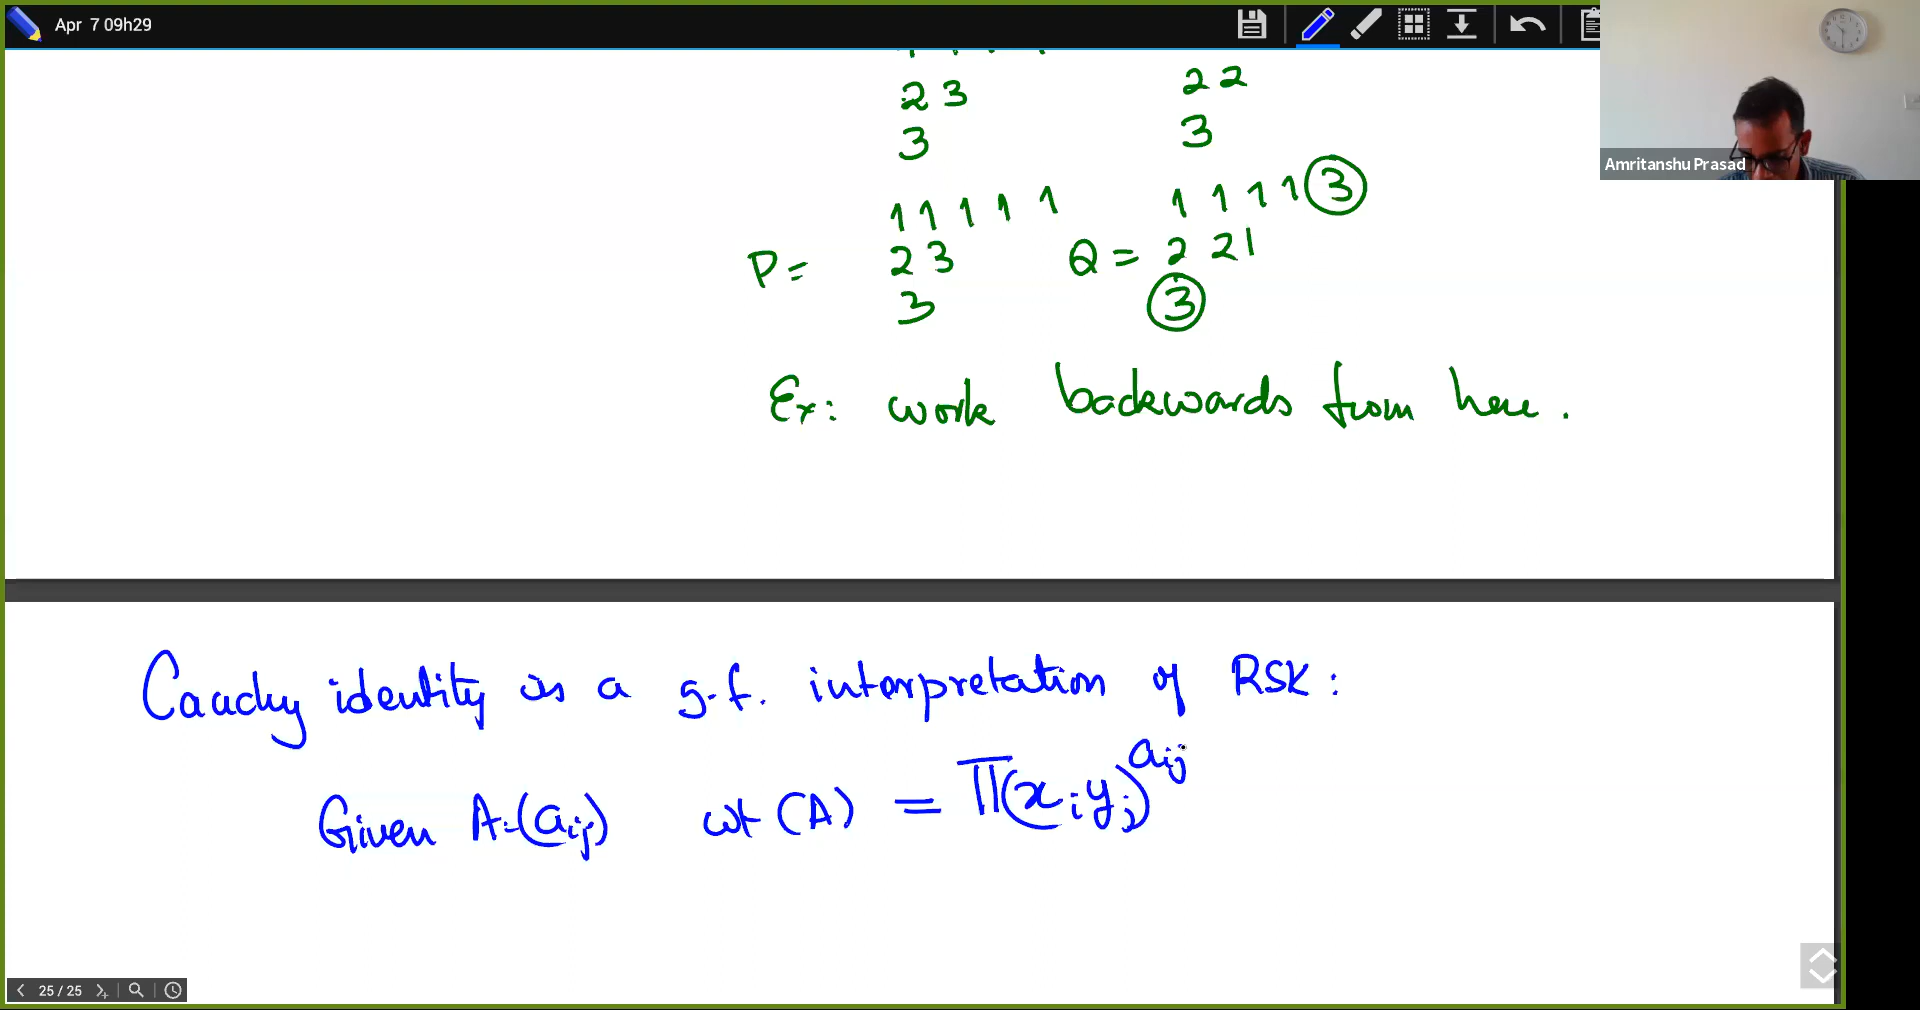 Apr 7 09h29
Amritanshu Prasad
2 3 2 2
3 3
1 1 1 1 1 1 1 1 1 3
P = 2 3 Q = 2 2 1
3 3
Ex: work backwards from here.
Cauchy identity is a g.f. interpretation of RSK:
Given A=(aij) wt (A) = Π(xiyj)^aij
25 / 25